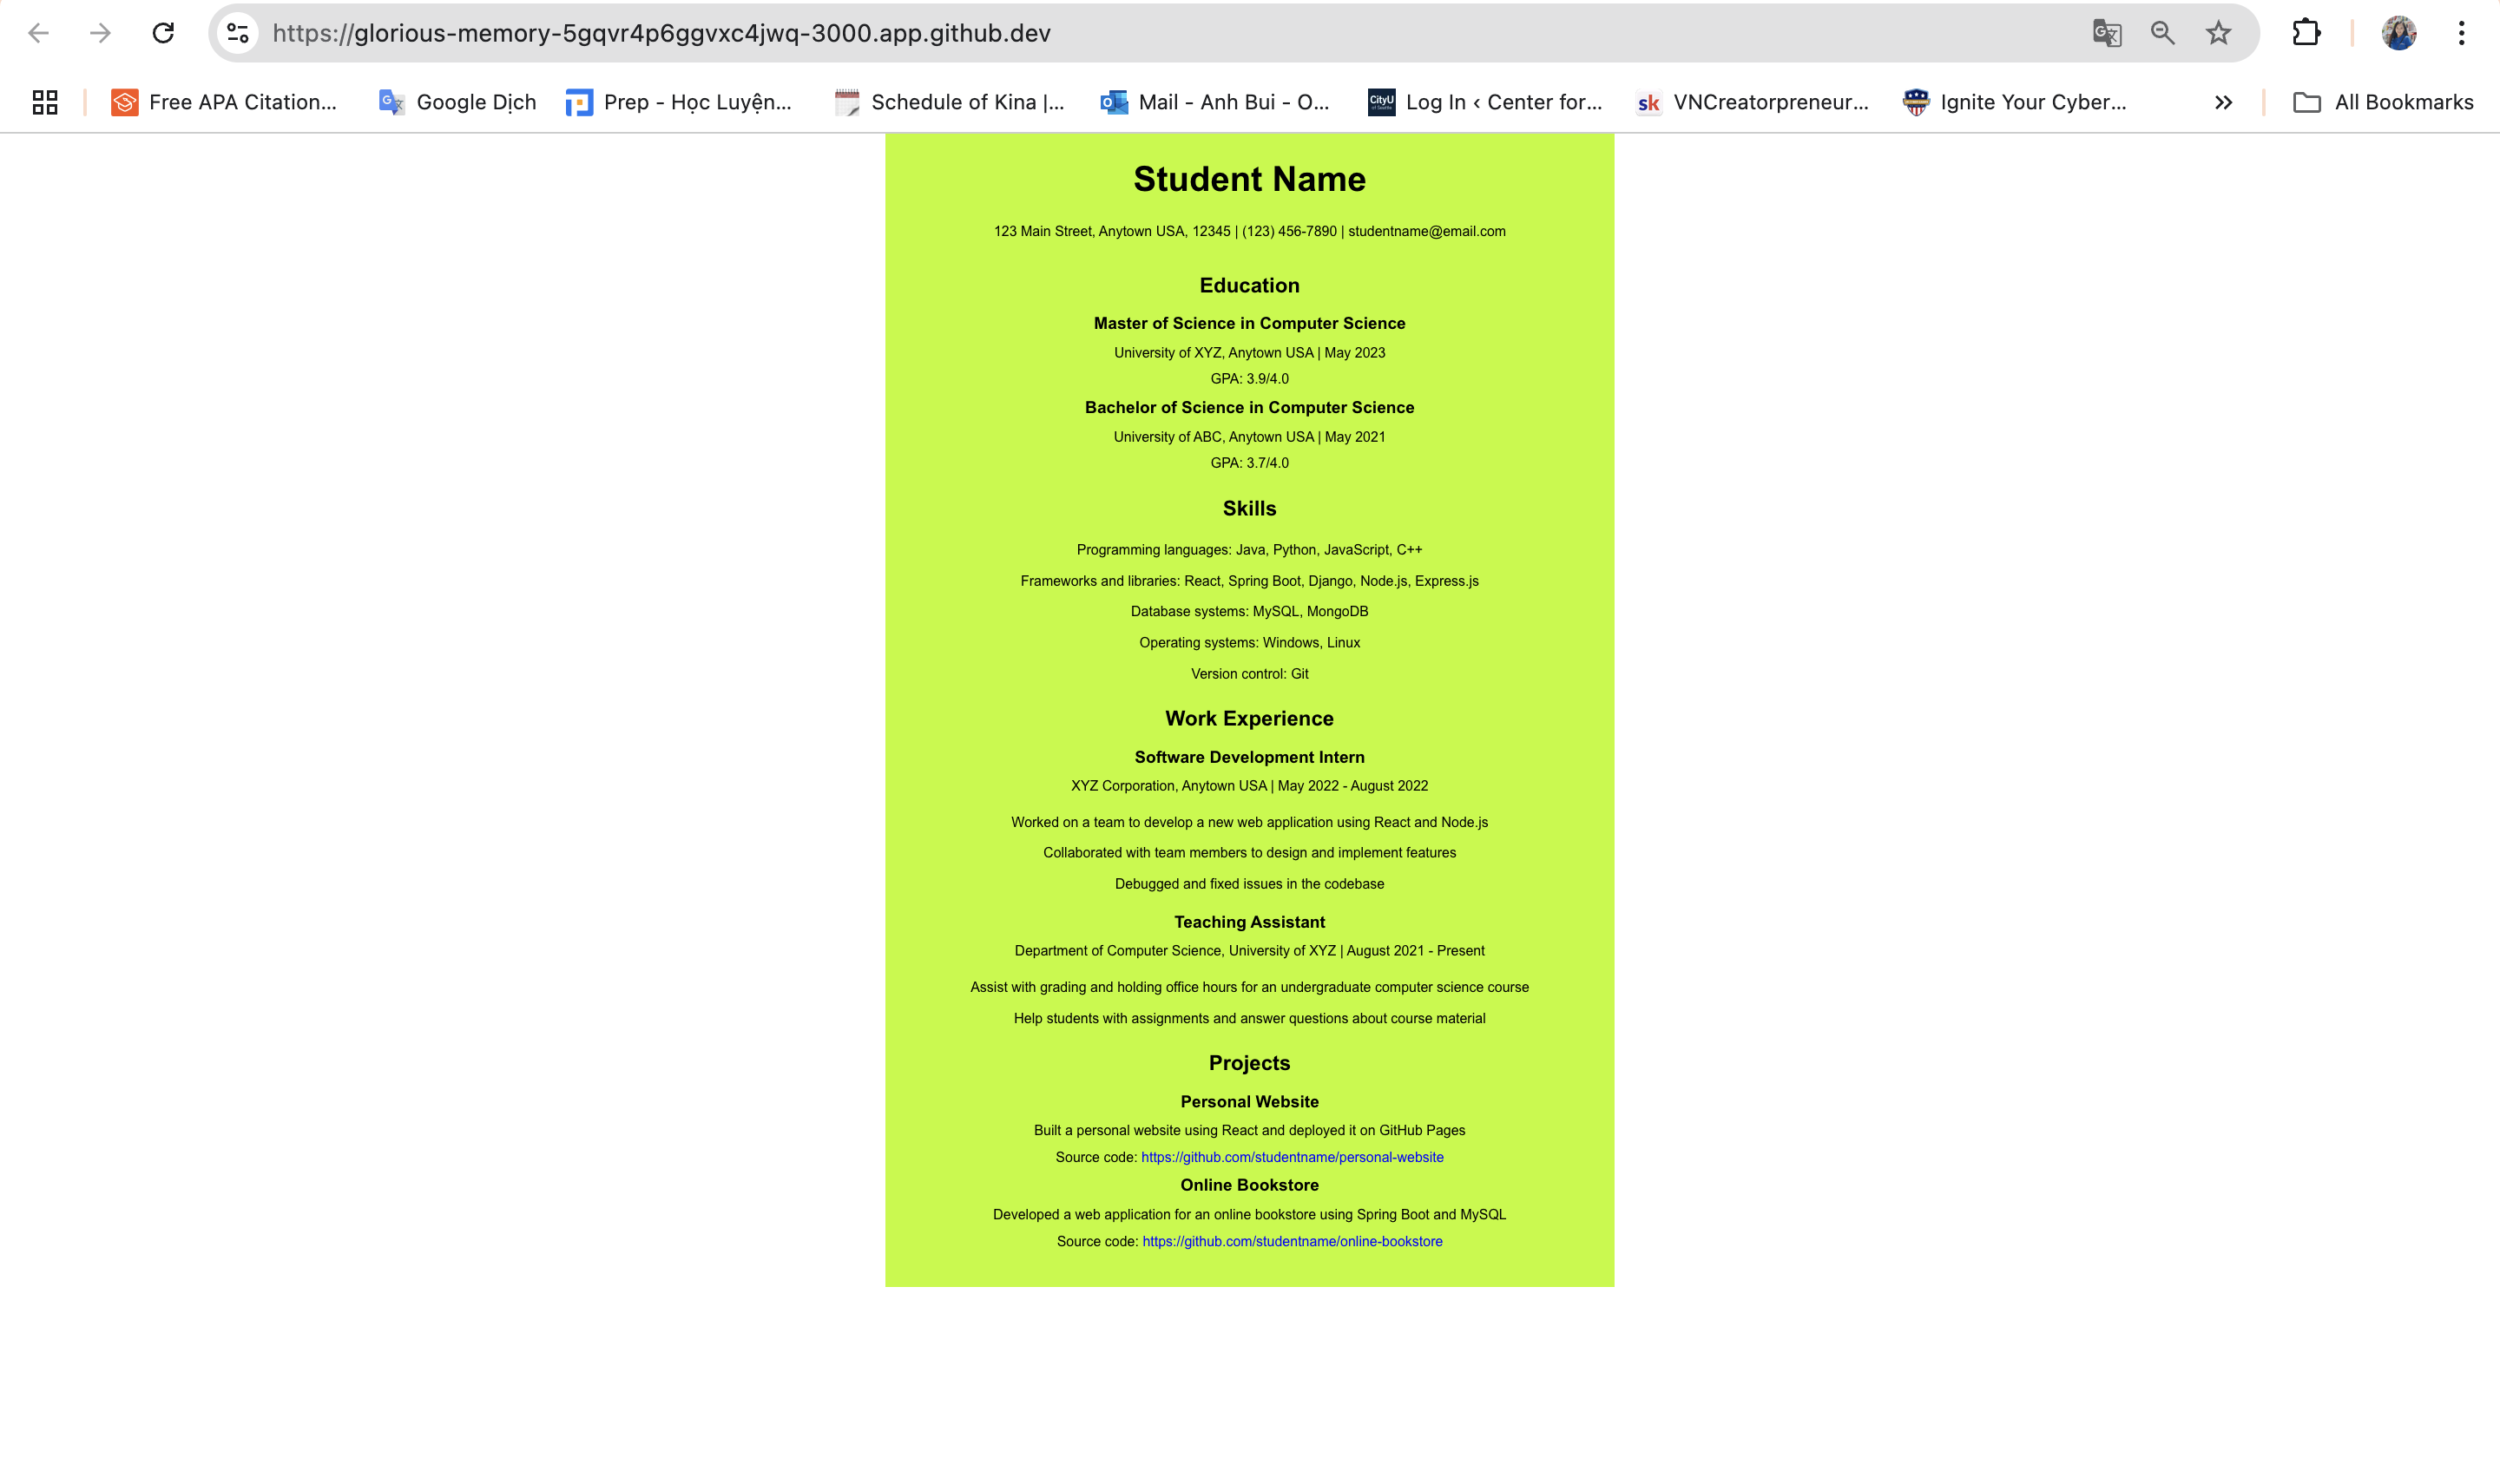 https://glorious-memory-5gqvr4p6ggvxc4jwq-3000.app.github.dev
Free APA Citation... Google Dịch Prep - Học Luyện... Schedule of Kina |... Mail - Anh Bui - O... CityU of Seattle Log In ‹ Center for... sk VNCreatorpreneur... Ignite Your Cyber... All Bookmarks
Student Name
123 Main Street, Anytown USA, 12345 | (123) 456-7890 | studentname@email.com
Education
Master of Science in Computer Science
University of XYZ, Anytown USA | May 2023
GPA: 3.9/4.0
Bachelor of Science in Computer Science
University of ABC, Anytown USA | May 2021
GPA: 3.7/4.0
Skills
Programming languages: Java, Python, JavaScript, C++
Frameworks and libraries: React, Spring Boot, Django, Node.js, Express.js
Database systems: MySQL, MongoDB
Operating systems: Windows, Linux
Version control: Git
Work Experience
Software Development Intern
XYZ Corporation, Anytown USA | May 2022 - August 2022
Worked on a team to develop a new web application using React and Node.js
Collaborated with team members to design and implement features
Debugged and fixed issues in the codebase
Teaching Assistant
Department of Computer Science, University of XYZ | August 2021 - Present
Assist with grading and holding office hours for an undergraduate computer science course
Help students with assignments and answer questions about course material
Projects
Personal Website
Built a personal website using React and deployed it on GitHub Pages
Source code: https://github.com/studentname/personal-website
Online Bookstore
Developed a web application for an online bookstore using Spring Boot and MySQL
Source code: https://github.com/studentname/online-bookstore